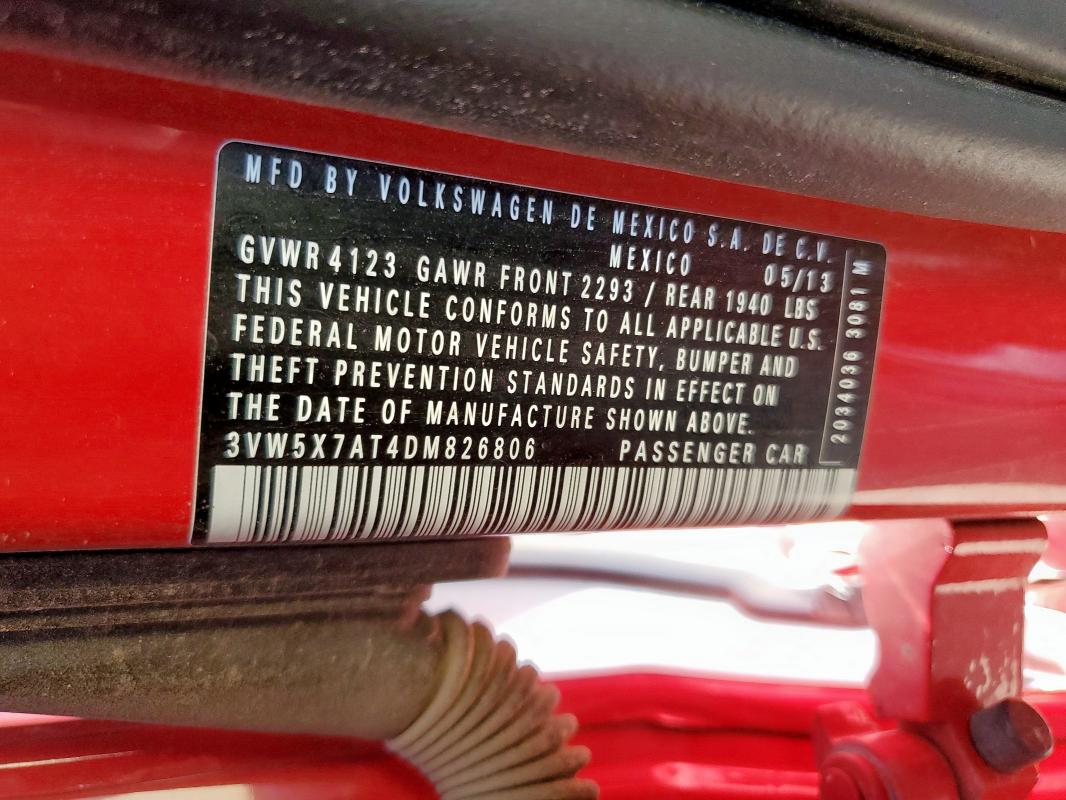 MFD BY VOLKSWAGEN DE MEXICO S.A. DE C.V.
MEXICO 05/13
GVWR 4123 GAWR FRONT 2293 / REAR 1940 LBS
THIS VEHICLE CONFORMS TO ALL APPLICABLE U.S.
FEDERAL MOTOR VEHICLE SAFETY, BUMPER AND
THEFT PREVENTION STANDARDS IN EFFECT ON
THE DATE OF MANUFACTURE SHOWN ABOVE.
3VW5X7AT4DM826806 PASSENGER CAR
2034036 3081 M